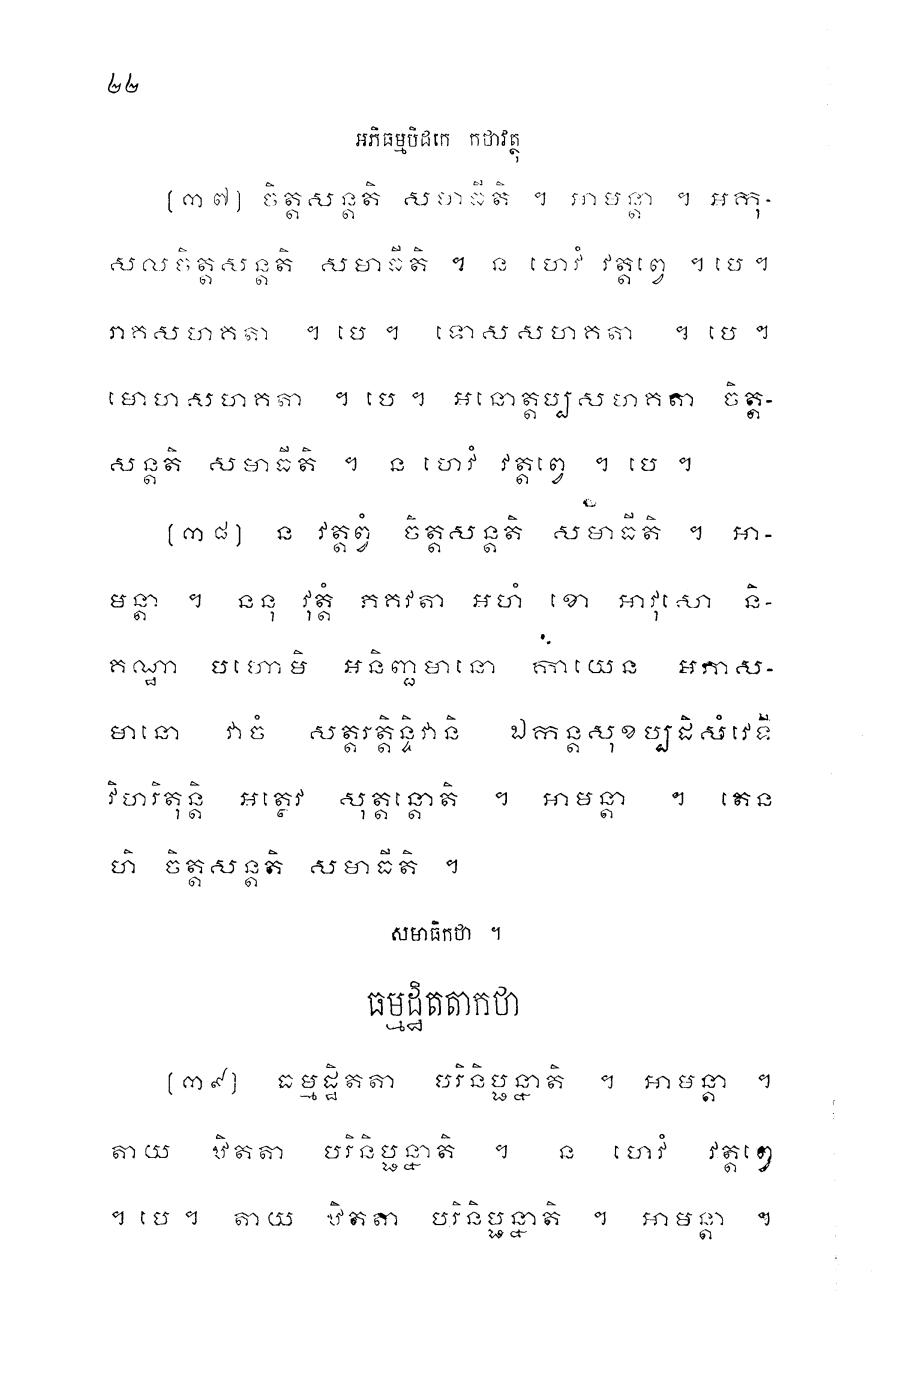 ២២
អភិធម្មបិដកេ កថាវត្ថុ
(៣៧) ចិត្តសន្តតិ សមាធីតិ ។ អាមន្តា ។ អកុ-
សលចិត្តសន្តតិ សមាធីតិ ។ ន ហេវំ វត្តព្វេ ។ បេ ។
រាគសហគតា ។ បេ ។ ទោសសហគតា ។ បេ ។
មោហសហគតា ។ បេ ។ អនោត្តប្បសហគតា ចិត្ត-
សន្តតិ សមាធីតិ ។ ន ហេវំ វត្តព្វេ ។ បេ ។
(៣៨) ន វត្តព្វំ ចិត្តសន្តតិ សមាធីតិ ។ អា-
មន្តា ។ ននុ វុត្តំ ភគវតា អហំ ខោ អាវុសោ និ-
គណ្ឋា បហោមិ អនិញ្ជមានោ កាយេន អភាស-
មានោ វាចំ សត្តរត្តិន្ទិវានិ ឯកន្តសុខប្បដិសំវេទី
វិហរិតុន្តិ អត្ថេវ សុត្តន្តោតិ ។ អាមន្តា ។ តេន
ហិ ចិត្តសន្តតិ សមាធីតិ ។
សមាធិកថា ។
ធម្មដ្ឋិតតាកថា
(៣៩) ធម្មដ្ឋិតតា បរិនិប្ផន្នាតិ ។ អាមន្តា ។
តាយ ឋិតតា បរិនិប្ផន្នាតិ ។ ន ហេវំ វត្តព្វេ
។ បេ ។ តាយ ឋិតតា បរិនិប្ផន្នាតិ ។ អាមន្តា ។